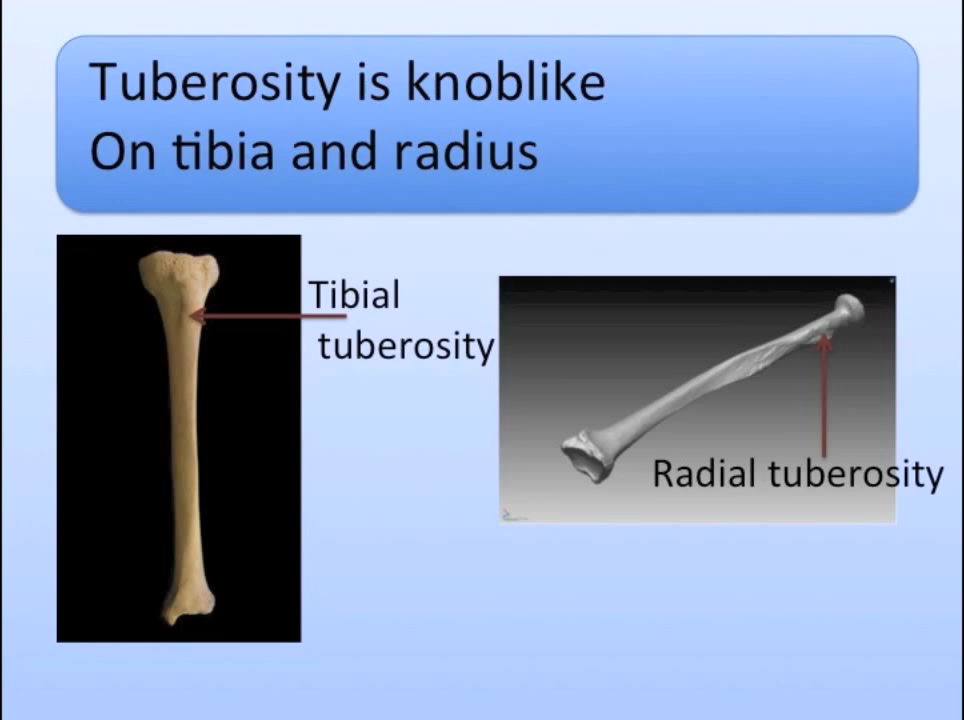 Tuberosity is knoblike
On tibia and radius
Tibial
tuberosity
Radial tuberosity